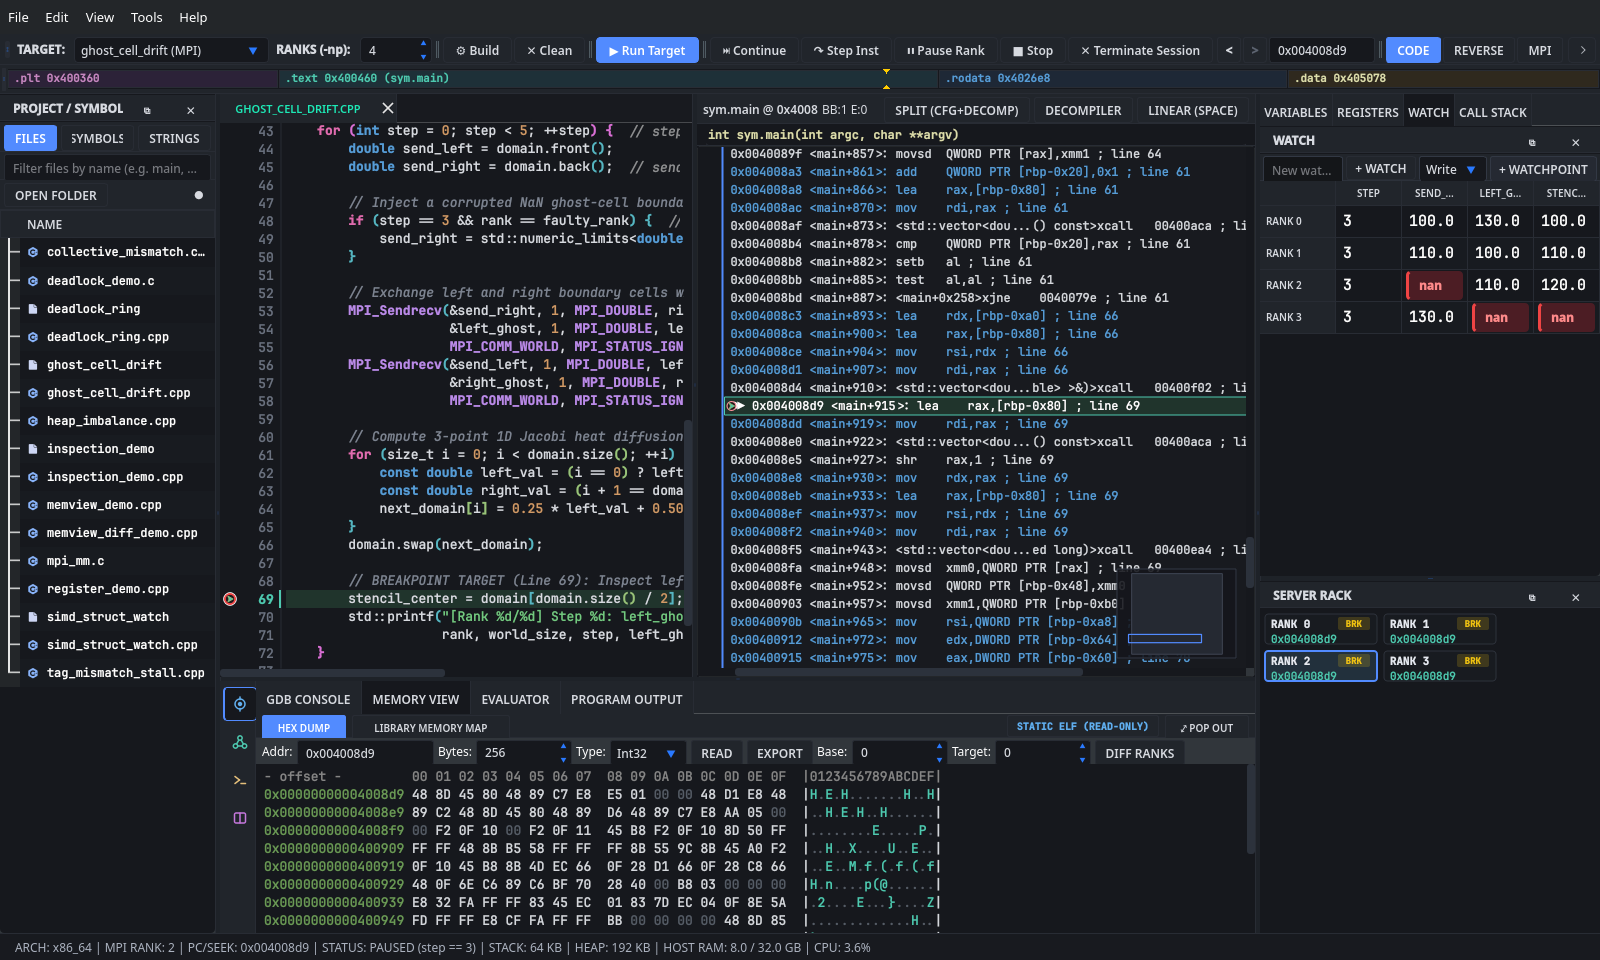 File Edit View Tools Help
TARGET: ghost_cell_drift (MPI) RANKS (-np): 4 Build Clean Run Target Continue Step Inst Pause Rank Stop Terminate Session < > 0x004008d9 CODE REVERSE MPI >
.plt 0x400360 .text 0x400460 (sym.main) .rodata 0x4026e8 .data 0x405078
PROJECT / SYMBOL
FILES SYMBOLS STRINGS
Filter files by name (e.g. main, ...
OPEN FOLDER
NAME
collective_mismatch.c...
deadlock_demo.c
deadlock_ring
deadlock_ring.cpp
ghost_cell_drift
ghost_cell_drift.cpp
heap_imbalance.cpp
inspection_demo
inspection_demo.cpp
memview_demo.cpp
memview_diff_demo.cpp
mpi_mm.c
register_demo.cpp
simd_struct_watch
simd_struct_watch.cpp
tag_mismatch_stall.cpp
GHOST_CELL_DRIFT.CPP
43 for (int step = 0; step < 5; ++step) { // step
44 double send_left = domain.front();
45 double send_right = domain.back(); // send
46
47 // Inject a corrupted NaN ghost-cell bounda
48 if (step == 3 && rank == faulty_rank) { //
49 send_right = std::numeric_limits<double
50 }
51
52 // Exchange left and right boundary cells w
53 MPI_Sendrecv(&send_right, 1, MPI_DOUBLE, ri
54 &left_ghost, 1, MPI_DOUBLE, le
55 MPI_COMM_WORLD, MPI_STATUS_IGN
56 MPI_Sendrecv(&send_left, 1, MPI_DOUBLE, lef
57 &right_ghost, 1, MPI_DOUBLE, r
58 MPI_COMM_WORLD, MPI_STATUS_IGN
59
60 // Compute 3-point 1D Jacobi heat diffusion
61 for (size_t i = 0; i < domain.size(); ++i)
62 const double left_val = (i == 0) ? left
63 const double right_val = (i + 1 == doma
64 next_domain[i] = 0.25 * left_val + 0.50
65 }
66 domain.swap(next_domain);
67
68 // BREAKPOINT TARGET (Line 69): Inspect lef
69 stencil_center = domain[domain.size() / 2];
70 std::printf("[Rank %d/%d] Step %d: left_gho
71 rank, world_size, step, left_gh
72 }
sym.main @ 0x4008 BB:1 E:0 SPLIT (CFG+DECOMP) DECOMPILER LINEAR (SPACE)
int sym.main(int argc, char **argv)
0x0040089f <main+857>: movsd QWORD PTR [rax],xmm1 ; line 64
0x004008a3 <main+861>: add QWORD PTR [rbp-0x20],0x1 ; line 61
0x004008a8 <main+866>: lea rax,[rbp-0x80] ; line 61
0x004008ac <main+870>: mov rdi,rax ; line 61
0x004008af <main+873>: <std::vector<dou...() const>xcall 00400aca ; li
0x004008b4 <main+878>: cmp QWORD PTR [rbp-0x20],rax ; line 61
0x004008b8 <main+882>: setb al ; line 61
0x004008bb <main+885>: test al,al ; line 61
0x004008bd <main+887>: <main+0x258>xjne 0040079e ; line 61
0x004008c3 <main+893>: lea rdx,[rbp-0xa0] ; line 66
0x004008ca <main+900>: lea rax,[rbp-0x80] ; line 66
0x004008ce <main+904>: mov rsi,rdx ; line 66
0x004008d1 <main+907>: mov rdi,rax ; line 66
0x004008d4 <main+910>: <std::vector<dou...ble> >&)>xcall 00400f02 ; li
0x004008d9 <main+915>: lea rax,[rbp-0x80] ; line 69
0x004008dd <main+919>: mov rdi,rax ; line 69
0x004008e0 <main+922>: <std::vector<dou...() const>xcall 00400aca ; li
0x004008e5 <main+927>: shr rax,1 ; line 69
0x004008e8 <main+930>: mov rdx,rax ; line 69
0x004008eb <main+933>: lea rax,[rbp-0x80] ; line 69
0x004008ef <main+937>: mov rsi,rdx ; line 69
0x004008f2 <main+940>: mov rdi,rax ; line 69
0x004008f5 <main+943>: <std::vector<dou...ed long)>xcall 00400ea4 ; li
0x004008fa <main+948>: movsd xmm0,QWORD PTR [rax] ; line 69
0x004008fe <main+952>: movsd QWORD PTR [rbp-0x48],xmm0
0x00400903 <main+957>: movsd xmm1,QWORD PTR [rbp-0xb0]
0x0040090b <main+965>: mov rsi,QWORD PTR [rbp-0xa8]
0x00400912 <main+972>: mov edx,DWORD PTR [rbp-0x64]
0x00400915 <main+975>: mov eax,DWORD PTR [rbp-0x60] ; line 70
VARIABLES REGISTERS WATCH CALL STACK
WATCH
New wat... + WATCH Write + WATCHPOINT
STEP SEND_... LEFT_G... STENC...
RANK 0 3 100.0 130.0 100.0
RANK 1 3 110.0 100.0 110.0
RANK 2 3 nan 110.0 120.0
RANK 3 3 130.0 nan nan
SERVER RACK
RANK 0 BRK RANK 1 BRK
0x004008d9 0x004008d9
RANK 2 BRK RANK 3 BRK
0x004008d9 0x004008d9
GDB CONSOLE MEMORY VIEW EVALUATOR PROGRAM OUTPUT
HEX DUMP LIBRARY MEMORY MAP STATIC ELF (READ-ONLY) POP OUT
Addr: 0x004008d9 Bytes: 256 Type: Int32 READ EXPORT Base: 0 Target: 0 DIFF RANKS
- offset - 00 01 02 03 04 05 06 07 08 09 0A 0B 0C 0D 0E 0F |0123456789ABCDEF|
0x00000000004008d9 48 8D 45 80 48 89 C7 E8 E5 01 00 00 48 D1 E8 48 |H.E.H.......H..H|
0x00000000004008e9 89 C2 48 8D 45 80 48 89 D6 48 89 C7 E8 AA 05 00 |..H.E.H..H......|
0x00000000004008f9 00 F2 0F 10 00 F2 0F 11 45 B8 F2 0F 10 8D 50 FF |........E.....P.|
0x0000000000400909 FF FF 48 8B B5 58 FF FF FF 8B 55 9C 8B 45 A0 F2 |..H..X....U..E..|
0x0000000000400919 0F 10 45 B8 8B 4D EC 66 0F 28 D1 66 0F 28 C8 66 |..E..M.f.(.f.(.f|
0x0000000000400929 48 0F 6E C6 89 C6 BF 70 28 40 00 B8 03 00 00 00 |H.n....p(@......|
0x0000000000400939 E8 32 FA FF FF 83 45 EC 01 83 7D EC 04 0F 8E 5A |.2....E...}....Z|
0x0000000000400949 FD FF FF E8 CF FA FF FF BB 00 00 00 00 48 8D 85 |.............H..|
ARCH: x86_64 | MPI RANK: 2 | PC/SEEK: 0x004008d9 | STATUS: PAUSED (step == 3) | STACK: 64 KB | HEAP: 192 KB | HOST RAM: 8.0 / 32.0 GB | CPU: 3.6%